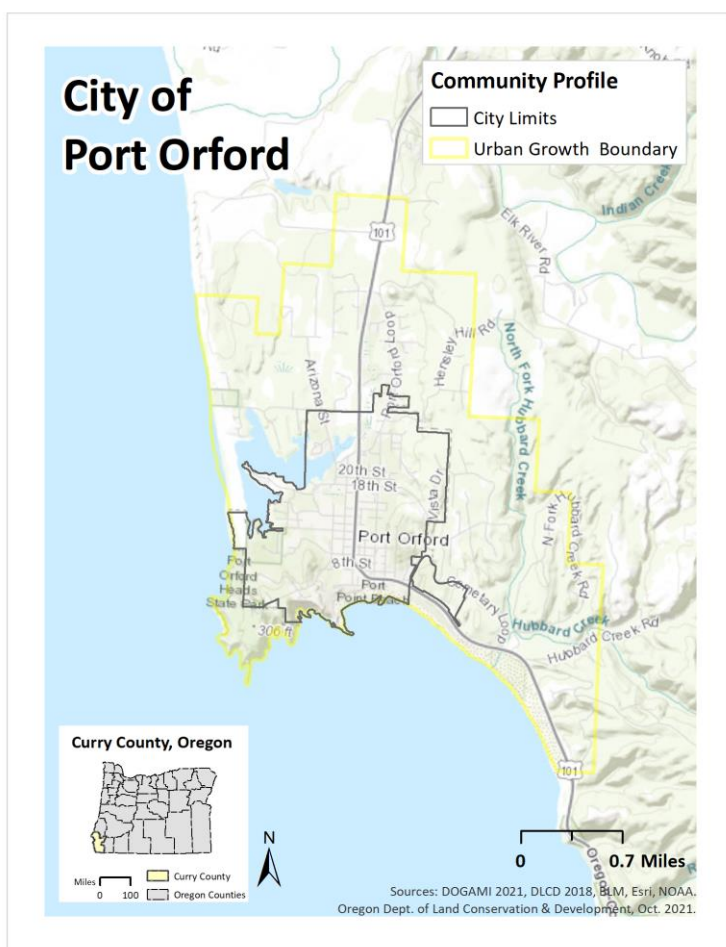 City of
Port Orford
Community Profile
City Limits
Urban Growth Boundary
Indian Creek
Elk River Rd
101
Port Orford Loop
Hensley Hill Rd
North Fork Hubbard Creek
Arizona St
20th St
18th St
Vista Dr
N Fork Hubbard Creek Rd
Port Orford
8th St
Port
Orford
Heads
State Park
Port
Point Beach
Cemetery Loop
Hubbard Creek
Hubbard Creek Rd
306 ft
101
Curry County, Oregon
Miles
0 100
Curry County
Oregon Counties
N
0 0.7 Miles
Sources: DOGAMI 2021, DLCD 2018, BLM, Esri, NOAA.
Oregon Dept. of Land Conservation & Development, Oct. 2021.